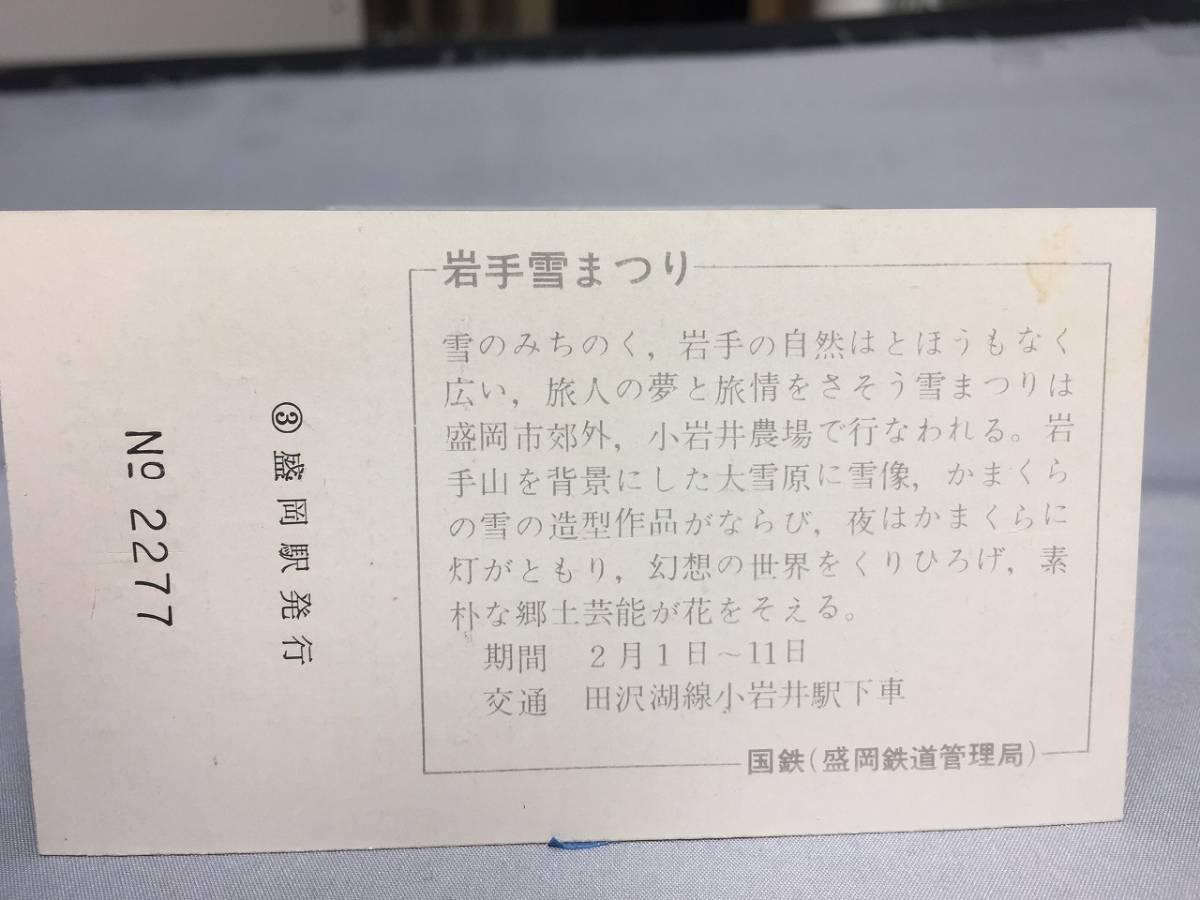 岩手雪まつり
雪のみちのく，岩手の自然はとほうもなく
広い，旅人の夢と旅情をさそう雪まつりは
盛岡市郊外，小岩井農場で行なわれる。岩
手山を背景にした大雪原に雪像，かまくら
の雪の造型作品がならび，夜はかまくらに
灯がともり，幻想の世界をくりひろげ，素
朴な郷土芸能が花をそえる。
期間　2月1日～11日
交通　田沢湖線小岩井駅下車
国鉄(盛岡鉄道管理局)
③盛岡駅発行
№ 2277